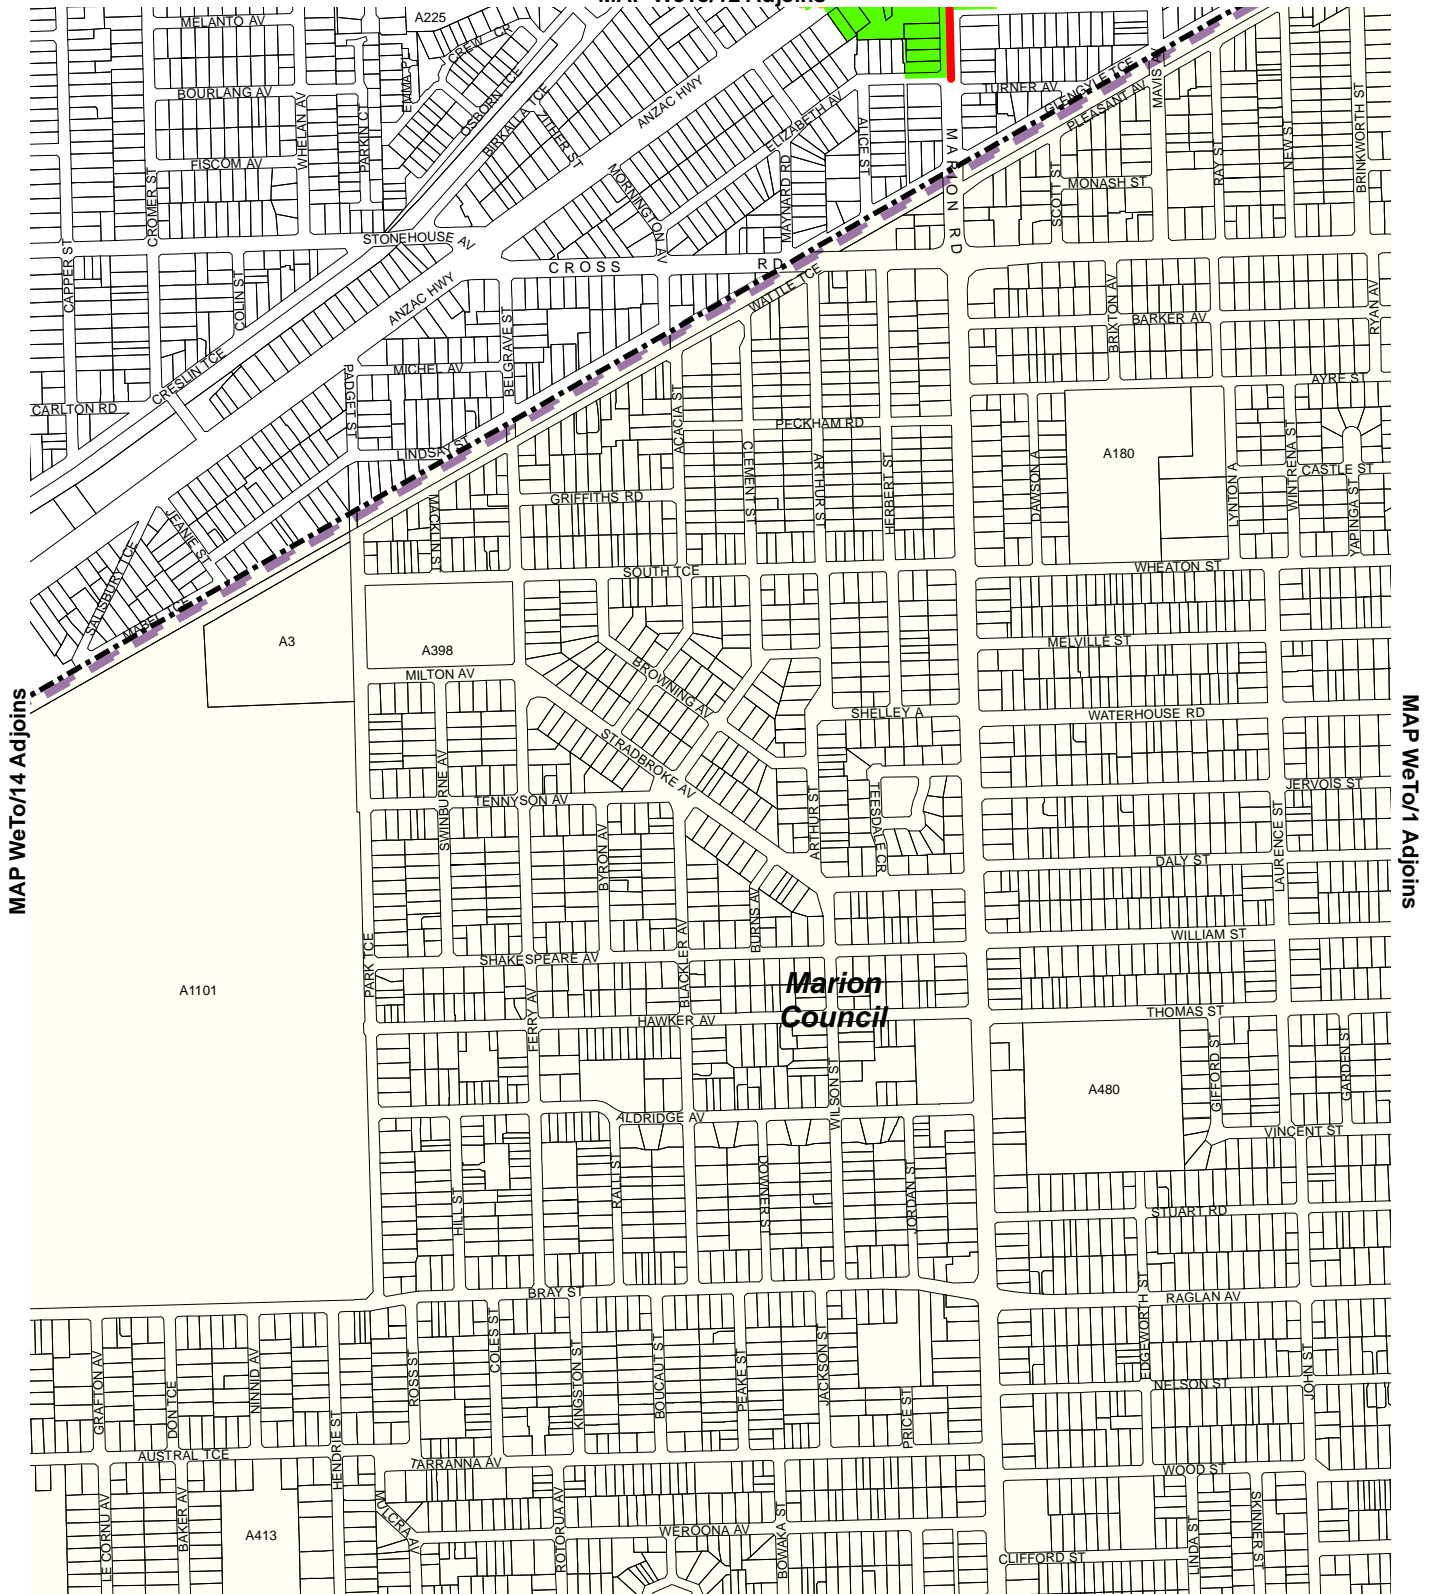 MELANTO AV
A225
CREW CR
BOURLANG AV
EMMA PL
OSBORN TCE
BIRKALLA TCE
ZITHER ST
ANZAC HWY
ELIZABETH AV
ALICE ST
TURNER AV
GLENGYLE TCE
PLEASANT AV
MAVIS AV
WHELAN AV
PARKIN CT
FISCOM AV
CROMER ST
MORNINGTON AV
MAYNARD RD
MARION RD
SCOTT ST
MONASH ST
RAY ST
NEW ST
BRINKWORTH ST
STONEHOUSE AV
CROSS RD
CAPPER ST
COLIN ST
ANZAC HWY
WATTLE TCE
BRIXTON AV
BARKER AV
RYAN AV
BELGRAVE ST
CRESLIN TCE
MICHEL AV
PADGET ST
AYRE ST
CARLTON RD
ACACIA ST
PECKHAM RD
LINDSAY ST
A180
CLEMENT ST
ARTHUR S
HERBERT ST
DAWSON A
LYNTON A
WINTRENA ST
CASTLE ST
YAPINGA ST
GRIFFITHS RD
MACKLIN S
JEANIE ST
SALISBURY TCE
MABEL TCE
SOUTH TCE
WHEATON ST
A3
A398
MELVILLE ST
MILTON AV
BROWNING AV
SHELLEY A
WATERHOUSE RD
MAP WeTo/14 Adjoins
MAP WeTo/1 Adjoins
STRADBROKE AV
SWINBURNE AV
TENNYSON AV
JERVOIS ST
BYRON AV
ARTHUR ST
TEESDALE CR
LAURENCE ST
DALY ST
BURNS AV
WILLIAM ST
PARK TCE
SHAKESPEARE AV
BLACKLER AV
Marion
Council
A1101
FERRY AV
HAWKER AV
THOMAS ST
WILSON ST
A480
GIFFORD ST
GARDEN ST
ALDRIDGE AV
VINCENT ST
HILL ST
RALLI ST
DOWNER S
JORDAN ST
STUART RD
BRAY ST
EDGEWORTH ST
RAGLAN AV
COLES ST
GRAFTON AV
DON TCE
NINNID AV
ROSS ST
KINGSTON ST
BOUCAUT ST
PEAKE ST
JACKSON ST
PRICE ST
NELSON ST
JOHN ST
HENDRIE ST
AUSTRAL TCE
TARRANNA AV
WOOD ST
LE CORNU AV
BAKER AV
A413
MULCRA AV
ROTORUA AV
WEROONA AV
BOWAKA ST
CLIFFORD ST
LINDA ST
SKINNER ST